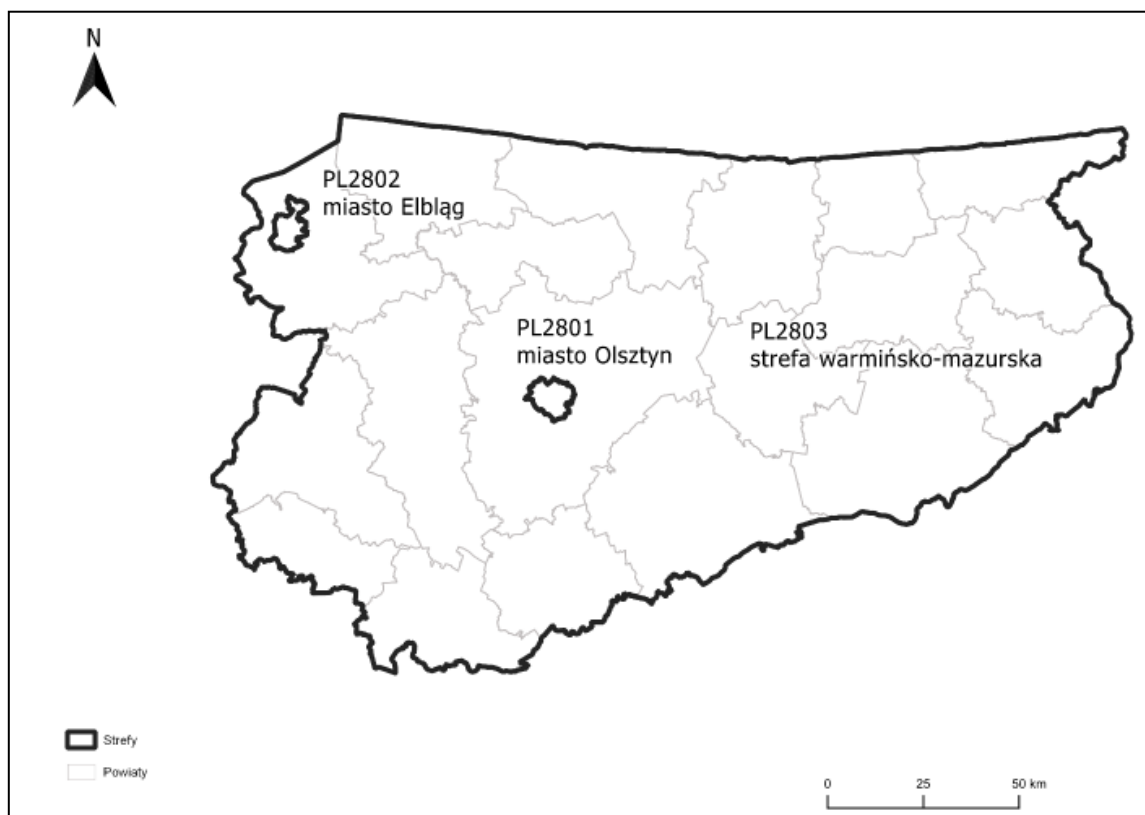 N
PL2802
miasto Elbląg
PL2801
miasto Olsztyn
PL2803
strefa warmińsko-mazurska
Strefy
Powiaty
0 25 50 km